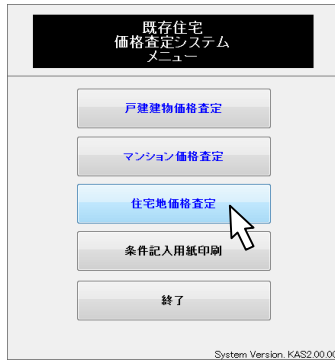 既存住宅
価格査定システム
メニュー
戸建建物価格査定
マンション価格査定
住宅地価格査定
条件記入用紙印刷
終了
System Version. KAS2.00.00